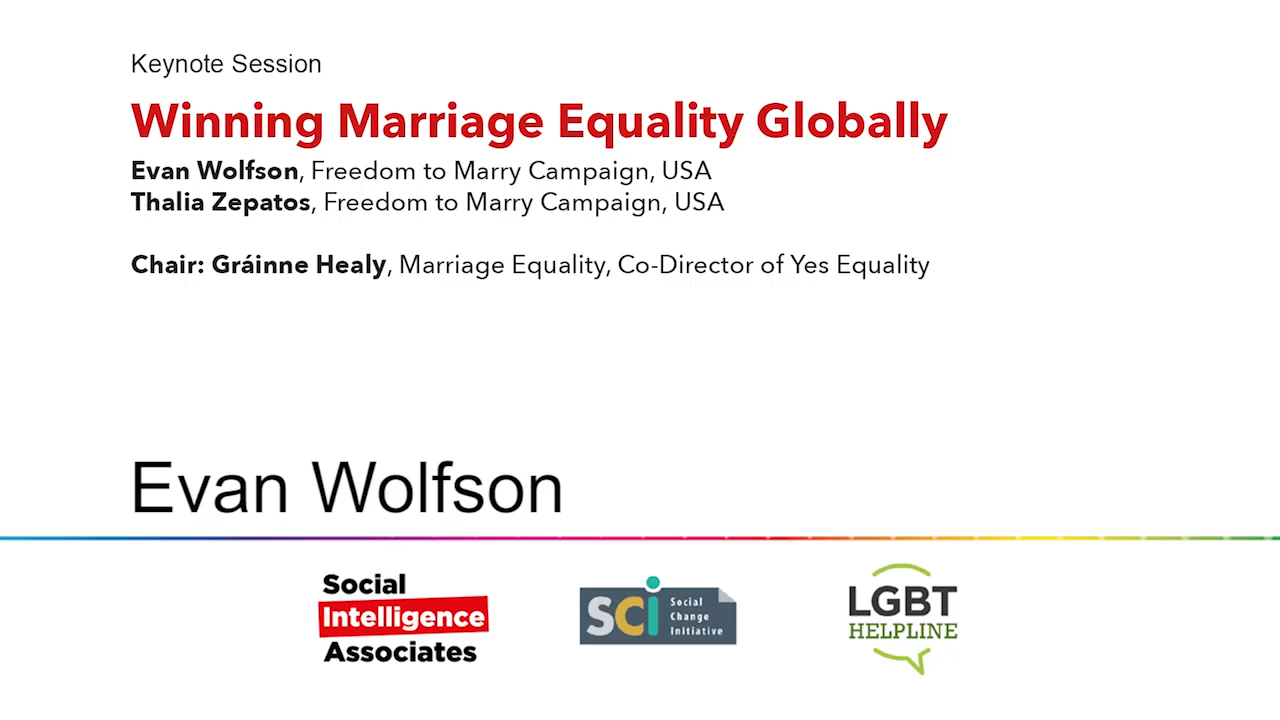 Keynote Session
Winning Marriage Equality Globally
Evan Wolfson, Freedom to Marry Campaign, USA
Thalia Zepatos, Freedom to Marry Campaign, USA
Chair: Gráinne Healy, Marriage Equality, Co-Director of Yes Equality
Evan Wolfson
Social
Intelligence
Associates
sci
Social
Change
Initiative
LGBT
HELPLINE